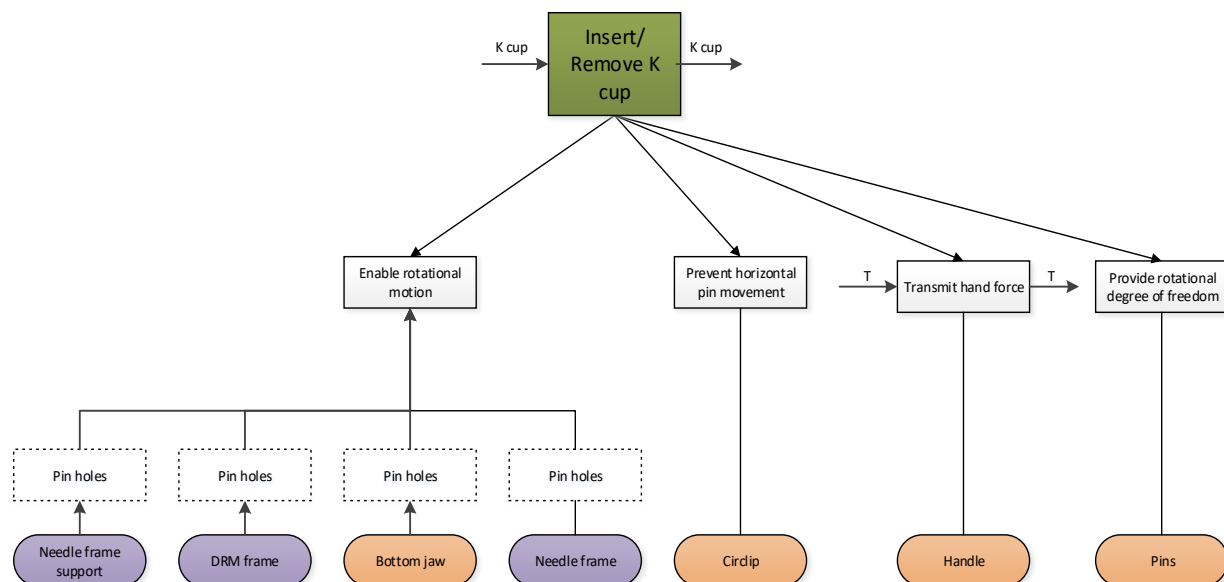 K cup
Insert/
Remove K
cup
K cup
Enable rotational
motion
Prevent horizontal
pin movement
T
Transmit hand force
T
Provide rotational
degree of freedom
Pin holes
Pin holes
Pin holes
Pin holes
Needle frame
support
DRM frame
Bottom jaw
Needle frame
Circlip
Handle
Pins